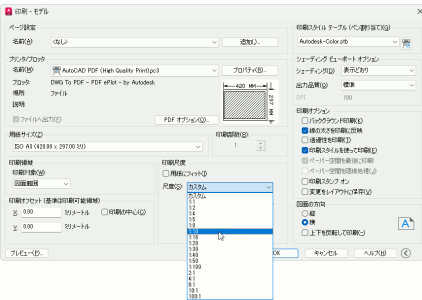 印刷 - モデル
ページ設定
名前(A): <なし>
追加(.)...
プリンタ/プロッタ
名前(M): AutoCAD PDF (High Quality Print).pc3
プロパティ(R)...
プロッタ: DWG To PDF - PDF ePlot - by Autodesk
場所: ファイル
説明:
ファイルへ出力(F)
PDF オプション(O)...
420 MM
297 MM
用紙サイズ(Z)
ISO A3 (420.00 x 297.00 ミリ)
印刷部数(B):
1
印刷領域
印刷対象(W):
図面範囲
印刷尺度
用紙にフィット(I)
尺度(S): カスタム
カスタム
1:1
1:2
1:4
1:5
1:8
1:10
1:16
1:20
1:30
1:40
1:50
1:100
2:1
4:1
8:1
10:1
100:1
印刷オフセット (基準は印刷可能領域)
X: 0.00 ミリメートル
印刷の中心(C)
Y: 0.00 ミリメートル
プレビュー(P)...
印刷スタイル テーブル (ペン割り当て)(G)
Autodesk-Color.stb
シェーディング ビューポート オプション
シェーディング(D) 表示どおり
出力品質(Q) 標準
DPI 100
印刷オプション
バックグラウンド印刷(K)
線の太さを印刷に反映
透過性を印刷(T)
印刷スタイルを使って印刷(E)
ペーパー空間を最後に印刷
ペーパー空間を隠線処理(J)
印刷スタンプ オン
変更をレイアウトに保存(V)
図面の方向
縦
横
上下を反転して印刷(-)
A
OK
キャンセル
ヘルプ(H)